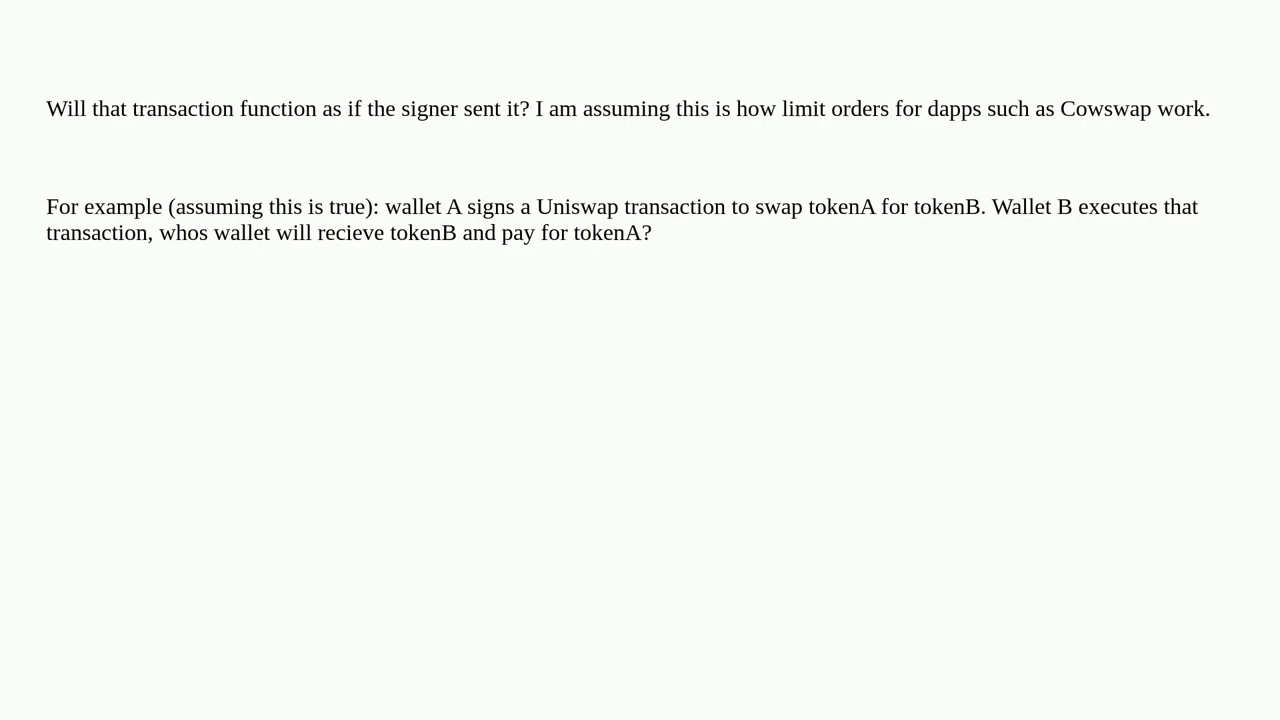 Will that transaction function as if the signer sent it? I am assuming this is how limit orders for dapps such as Cowswap work.
For example (assuming this is true): wallet A signs a Uniswap transaction to swap tokenA for tokenB. Wallet B executes that
transaction, whos wallet will recieve tokenB and pay for tokenA?